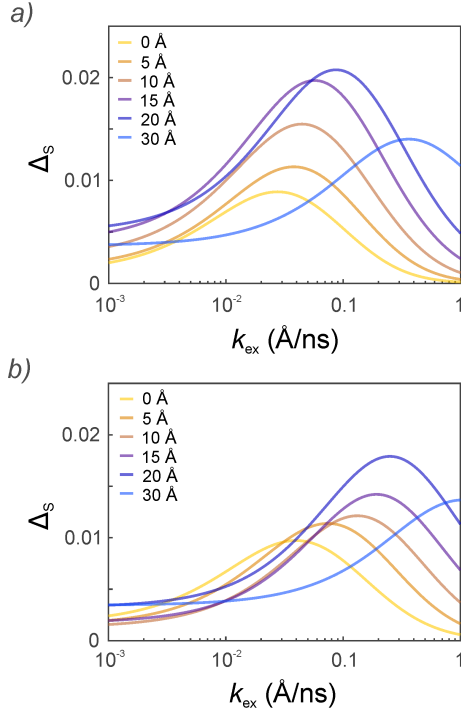 a)
0 Å
5 Å
10 Å
15 Å
20 Å
30 Å
0.02
0.01
0
ΔS
10-3
10-2
0.1
1
kex (Å/ns)
b)
0 Å
5 Å
10 Å
15 Å
20 Å
30 Å
0.02
0.01
0
ΔS
10-3
10-2
0.1
1
kex (Å/ns)